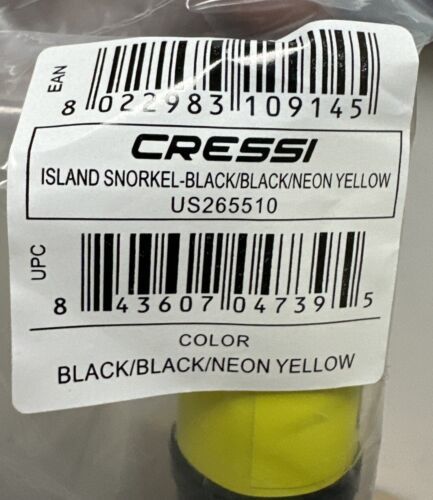 EAN
8 022983 109145
CRESSI
ISLAND SNORKEL-BLACK/BLACK/NEON YELLOW
US265510
UPC
8 43607 04739 5
COLOR
BLACK/BLACK/NEON YELLOW